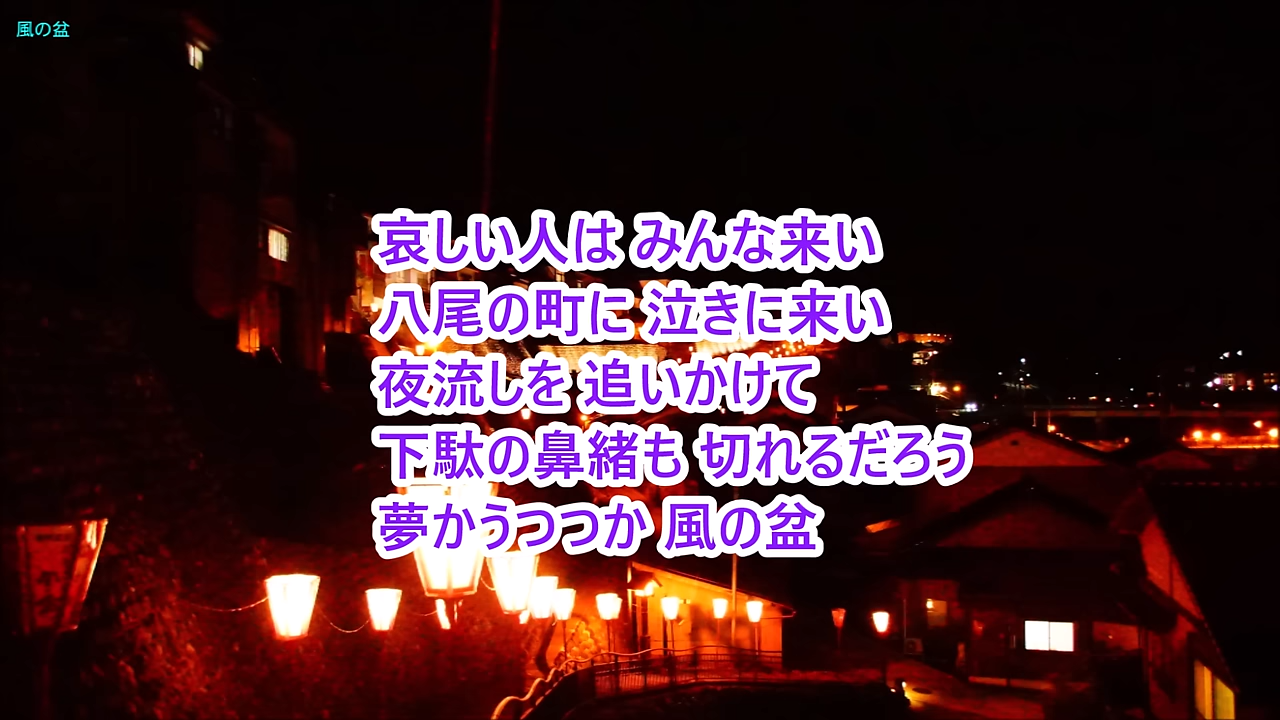 風の盆
哀しい人は みんな来い
八尾の町に 泣きに来い
夜流しを 追いかけて
下駄の鼻緒も 切れるだろう
夢かうつつか 風の盆